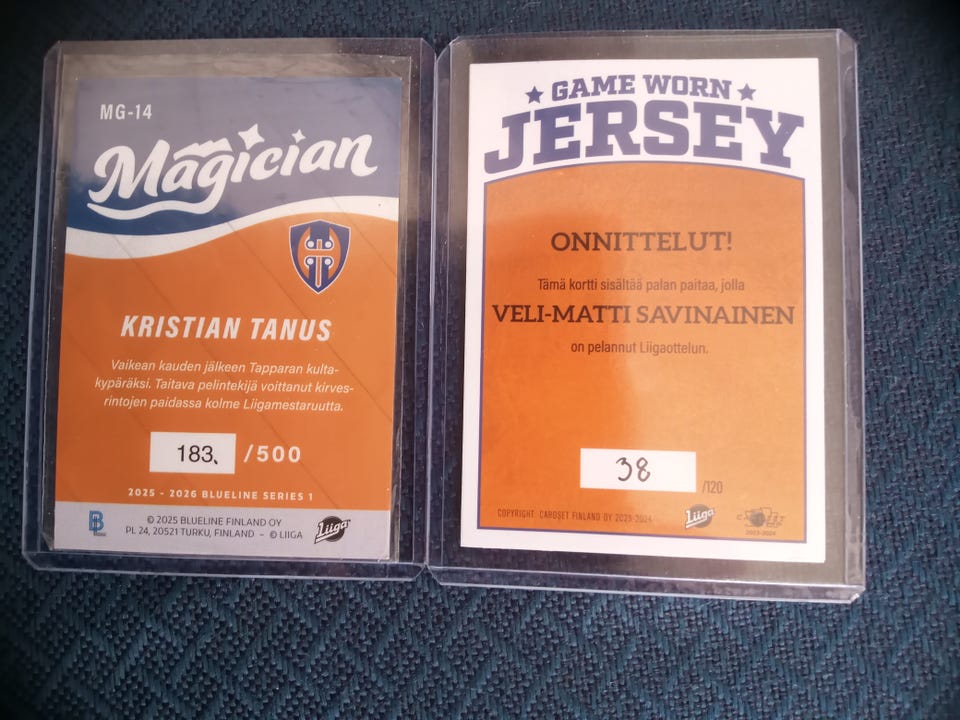 MG-14
Magician
KRISTIAN TANUS
Vaikean kauden jälkeen Tapparan kulta-
kypäräksi. Taitava pelintekijä voittanut kirves-
rintojen paidassa kolme Liigamestaruutta.
183. /500
2025 - 2026 BLUELINE SERIES 1
© 2025 BLUELINE FINLAND OY
PL 24, 20521 TURKU, FINLAND - © LIIGA
Liiga
GAME WORN
JERSEY
ONNITTELUT!
Tämä kortti sisältää palan paitaa, jolla
VELI-MATTI SAVINAINEN
on pelannut Liigaottelun.
38 /120
COPYRIGHT: CARDSET FINLAND OY 2023-2024
Liiga
2023-2024